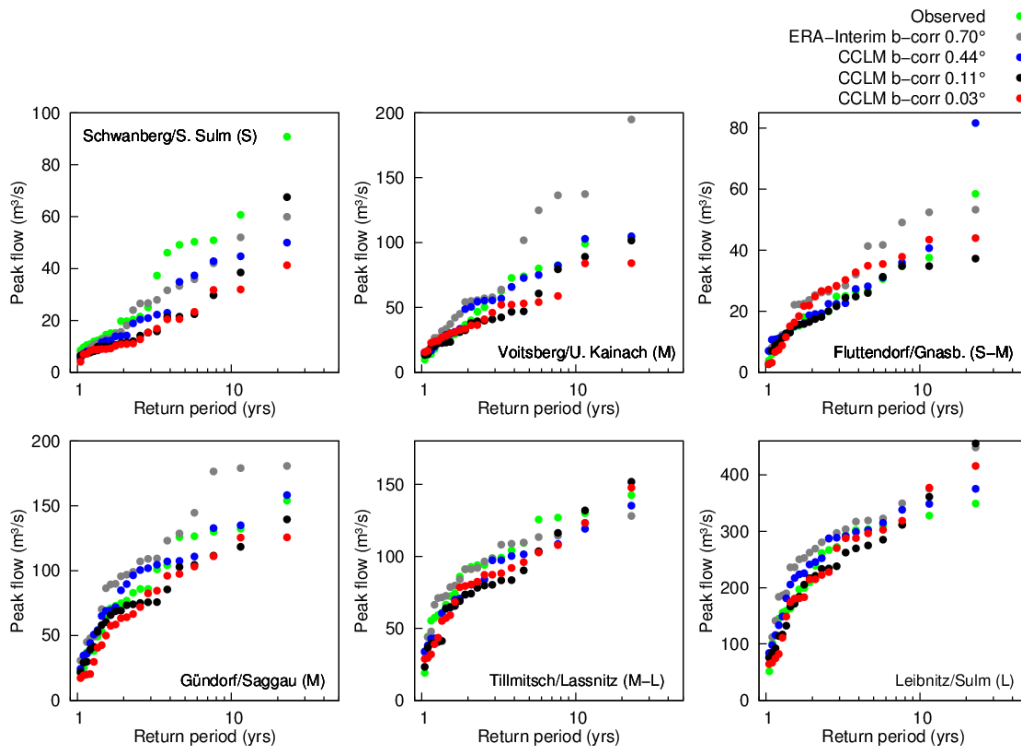 Observed
ERA−Interim b−corr 0.70°
CCLM b−corr 0.44°
CCLM b−corr 0.11°
CCLM b−corr 0.03°
100
80
60
40
20
0
Peak flow (m³/s)
Schwanberg/S. Sulm (S)
1
10
Return period (yrs)
200
150
100
50
0
Peak flow (m³/s)
Voitsberg/U. Kainach (M)
1
10
Return period (yrs)
80
60
40
20
0
Peak flow (m³/s)
Fluttendorf/Gnasb. (S−M)
1
10
Return period (yrs)
200
150
100
50
0
Peak flow (m³/s)
Gündorf/Saggau (M)
1
10
Return period (yrs)
150
100
50
0
Peak flow (m³/s)
Tillmitsch/Lassnitz (M−L)
1
10
Return period (yrs)
400
300
200
100
0
Peak flow (m³/s)
Leibnitz/Sulm (L)
1
10
Return period (yrs)